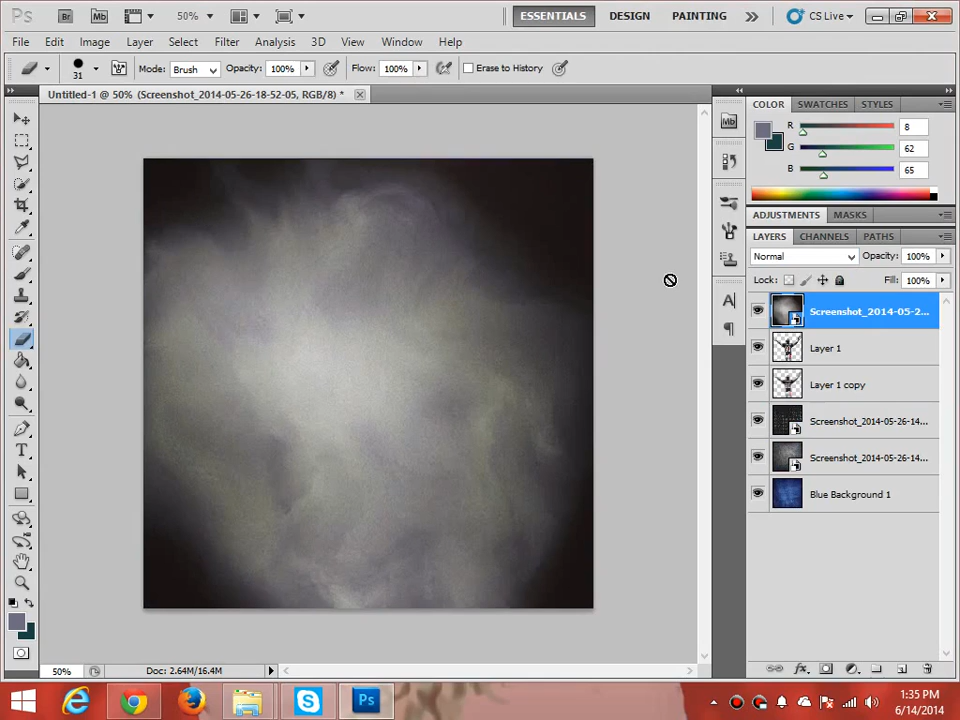 Ps Br Mb 50% ESSENTIALS DESIGN PAINTING CS Live
File Edit Image Layer Select Filter Analysis 3D View Window Help
31 Mode: Brush Opacity: 100% Flow: 100% Erase to History
Untitled-1 @ 50% (Screenshot_2014-05-26-18-52-05, RGB/8) *
COLOR SWATCHES STYLES
Mb
R 8
G 62
B 65
ADJUSTMENTS MASKS
LAYERS CHANNELS PATHS
Normal Opacity: 100%
Lock: Fill: 100%
Screenshot_2014-05-2...
Layer 1
Layer 1 copy
Screenshot_2014-05-26-14...
Screenshot_2014-05-26-14...
Blue Background 1
A
T
50% Doc: 2.64M/16.4M
fx
Ps
1:35 PM
6/14/2014